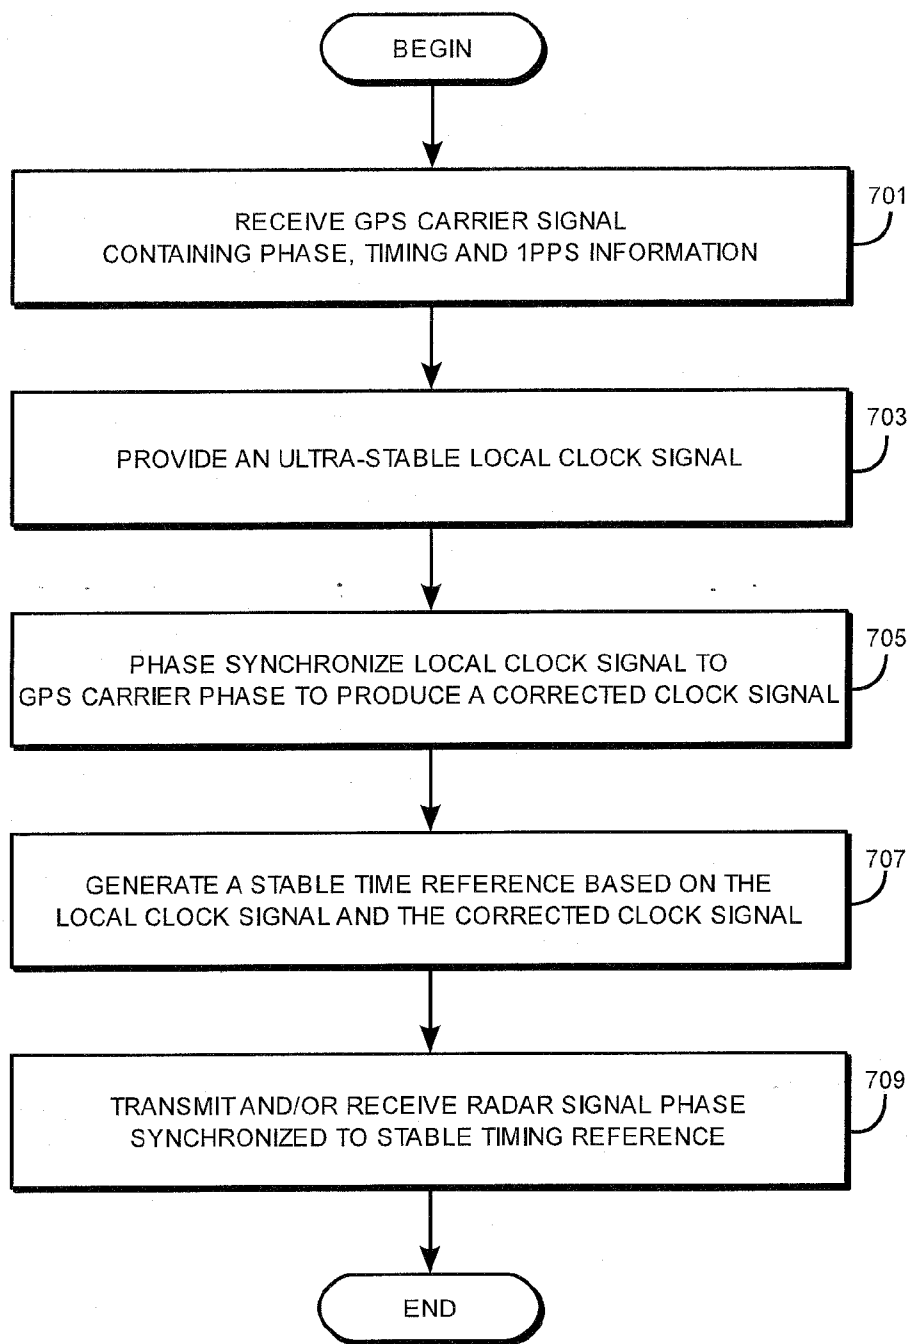 BEGIN
701
RECEIVE GPS CARRIER SIGNAL
CONTAINING PHASE, TIMING AND 1PPS INFORMATION
703
PROVIDE AN ULTRA-STABLE LOCAL CLOCK SIGNAL
705
PHASE SYNCHRONIZE LOCAL CLOCK SIGNAL TO
GPS CARRIER PHASE TO PRODUCE A CORRECTED CLOCK SIGNAL
707
GENERATE A STABLE TIME REFERENCE BASED ON THE
LOCAL CLOCK SIGNAL AND THE CORRECTED CLOCK SIGNAL
709
TRANSMIT AND/OR RECEIVE RADAR SIGNAL PHASE
SYNCHRONIZED TO STABLE TIMING REFERENCE
END